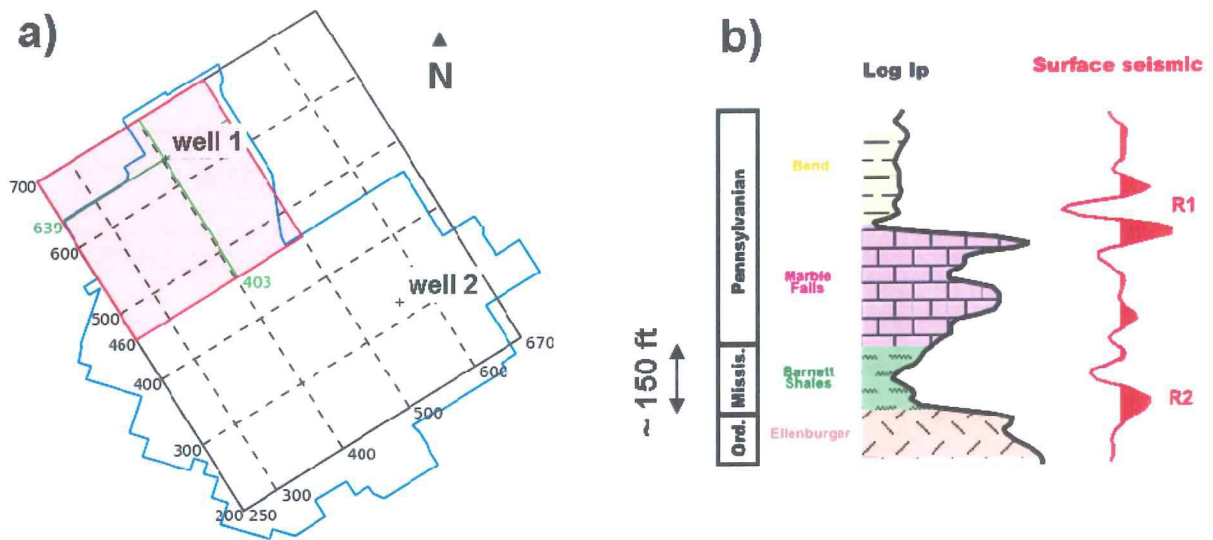 a)
N
well 1
700
639
600
500
460
400
300
200 250
300
400
500
600
670
403
well 2
b)
Log Ip
Surface seismic
Pennsylvanian
Missis.
Ord.
~ 150 ft
Bend
Marble
Falls
Barnett
Shales
Ellenburger
R1
R2